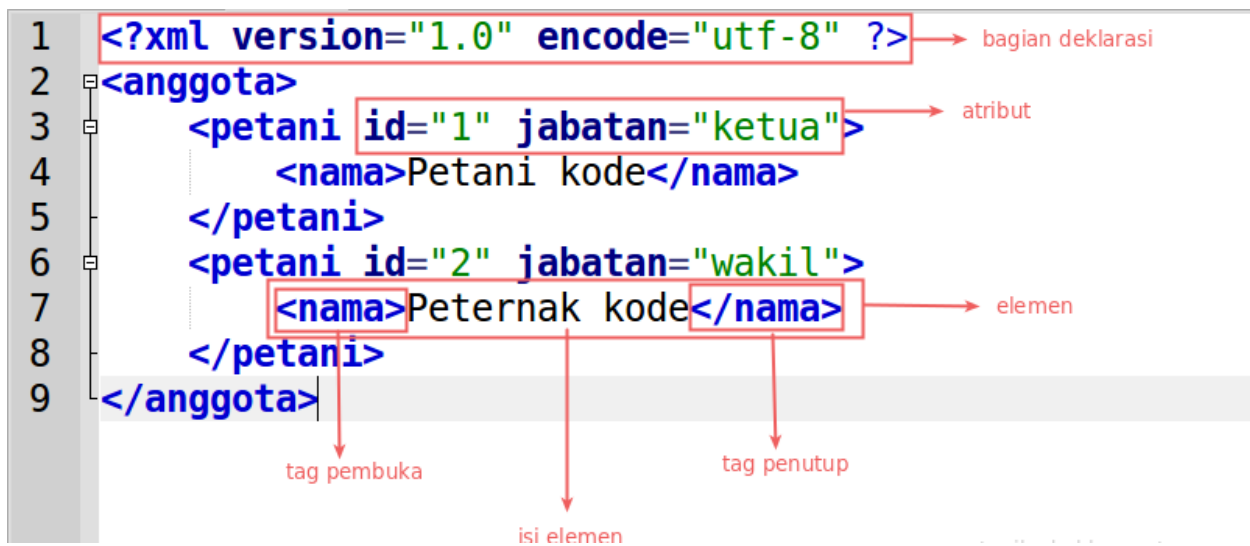 1 <?xml version="1.0" encode="utf-8" ?> bagian deklarasi
2 <anggota>
3 <petani id="1" jabatan="ketua"> atribut
4 <nama>Petani kode</nama>
5 </petani>
6 <petani id="2" jabatan="wakil">
7 <nama>Peternak kode</nama> elemen
8 </petani>
9 </anggota>
tag pembuka
tag penutup
isi elemen